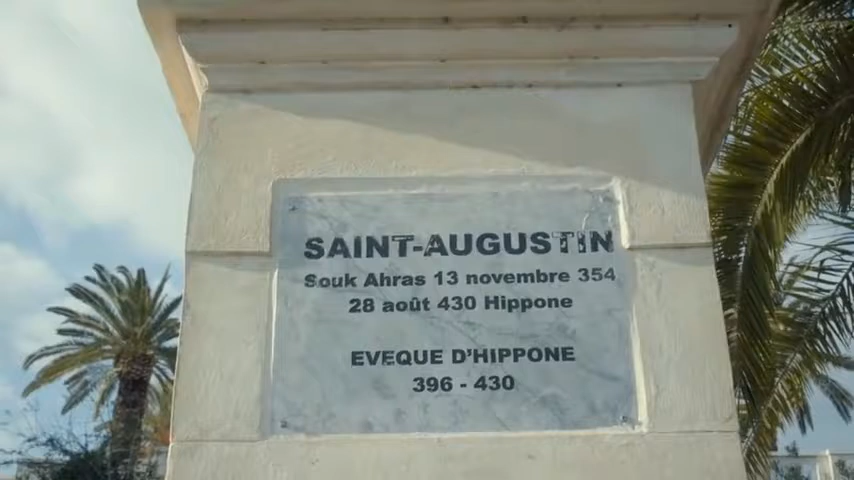 SAINT-AUGUSTIN
Souk Ahras 13 novembre 354
28 août 430 Hippone
EVEQUE D'HIPPONE
396 - 430